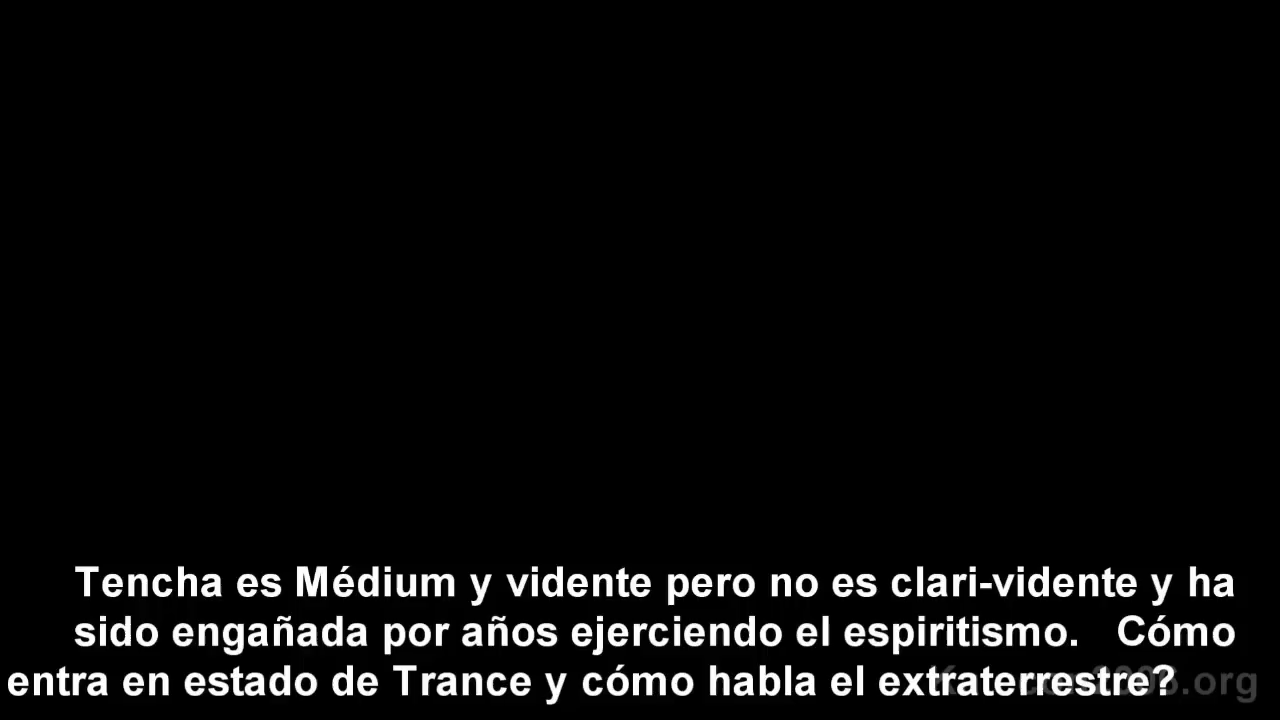 Tencha es Médium y vidente pero no es clari-vidente y ha
sido engañada por años ejerciendo el espiritismo. Cómo
entra en estado de Trance y cómo habla el extraterrestre?